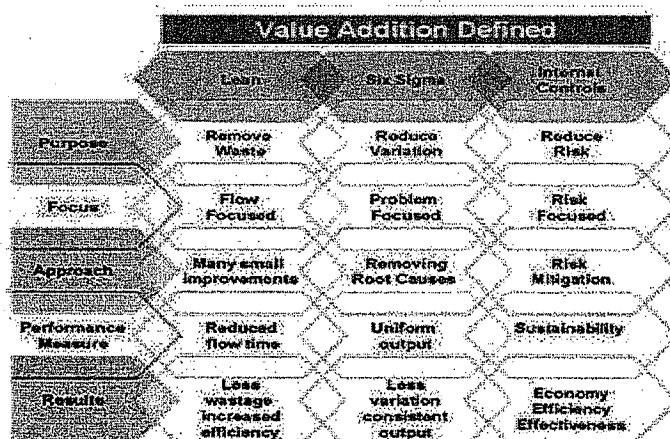 Value Addition Defined
Lean Six Sigma Internal Controls
Purpose Remove Waste Reduce Variation Reduce Risk
Focus Flow Focused Problem Focused Risk Focused
Approach Many small improvements Removing Root Causes Risk Mitigation
Performance Measure Reduced flow time Uniform output Sustainability
Results Less wastage increased efficiency Less variation consistent output Economy Efficiency Effectiveness